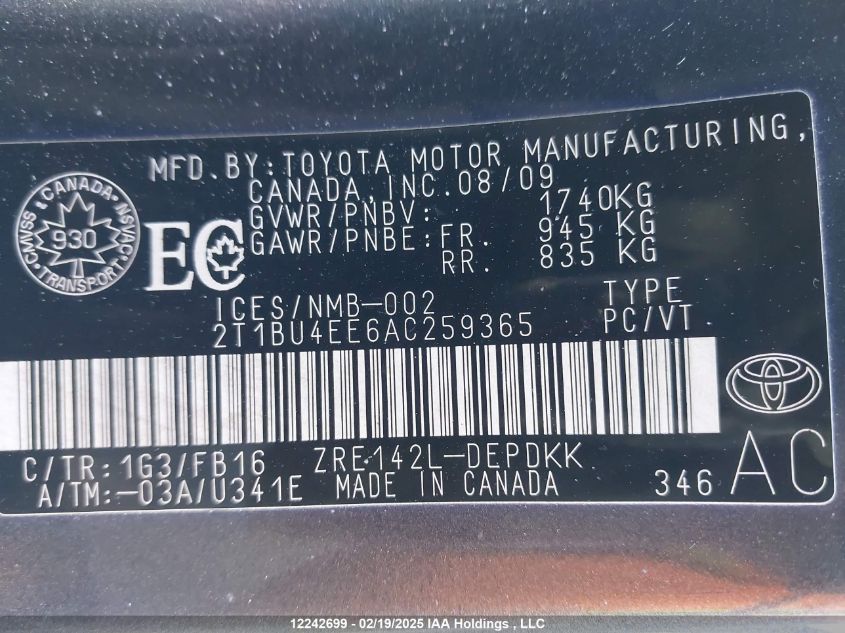 MFD.BY:TOYOTA MOTOR MANUFACTURING,
CANADA,INC.08/09
GVWR/PNBV: 1740KG
GAWR/PNBE:FR. 945 KG
RR. 835 KG
CANADA
930
TRANSPORT
CMVSS NSVAC
EC
ICES/NMB-002
TYPE
2T1BU4EE6AC259365
PC/VT
C/TR:1G3/FB16 ZRE142L-DEPDKK
A/TM:-03A/U341E MADE IN CANADA
346 AC
12242699 - 02/19/2025 IAA Holdings , LLC